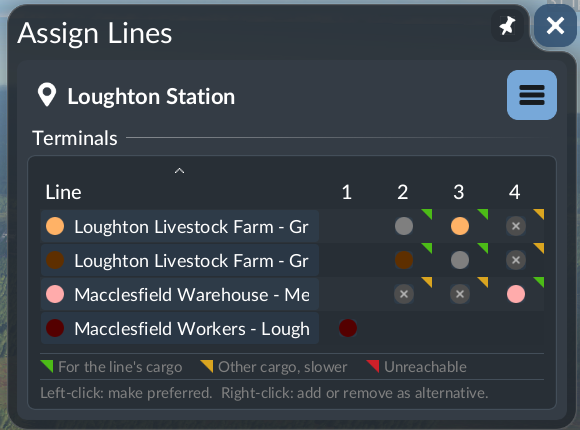 Assign Lines
Loughton Station
Terminals
Line 1 2 3 4
Loughton Livestock Farm - Gr
Loughton Livestock Farm - Gr
Macclesfield Warehouse - Me
Macclesfield Workers - Lough
For the line's cargo Other cargo, slower Unreachable
Left-click: make preferred. Right-click: add or remove as alternative.